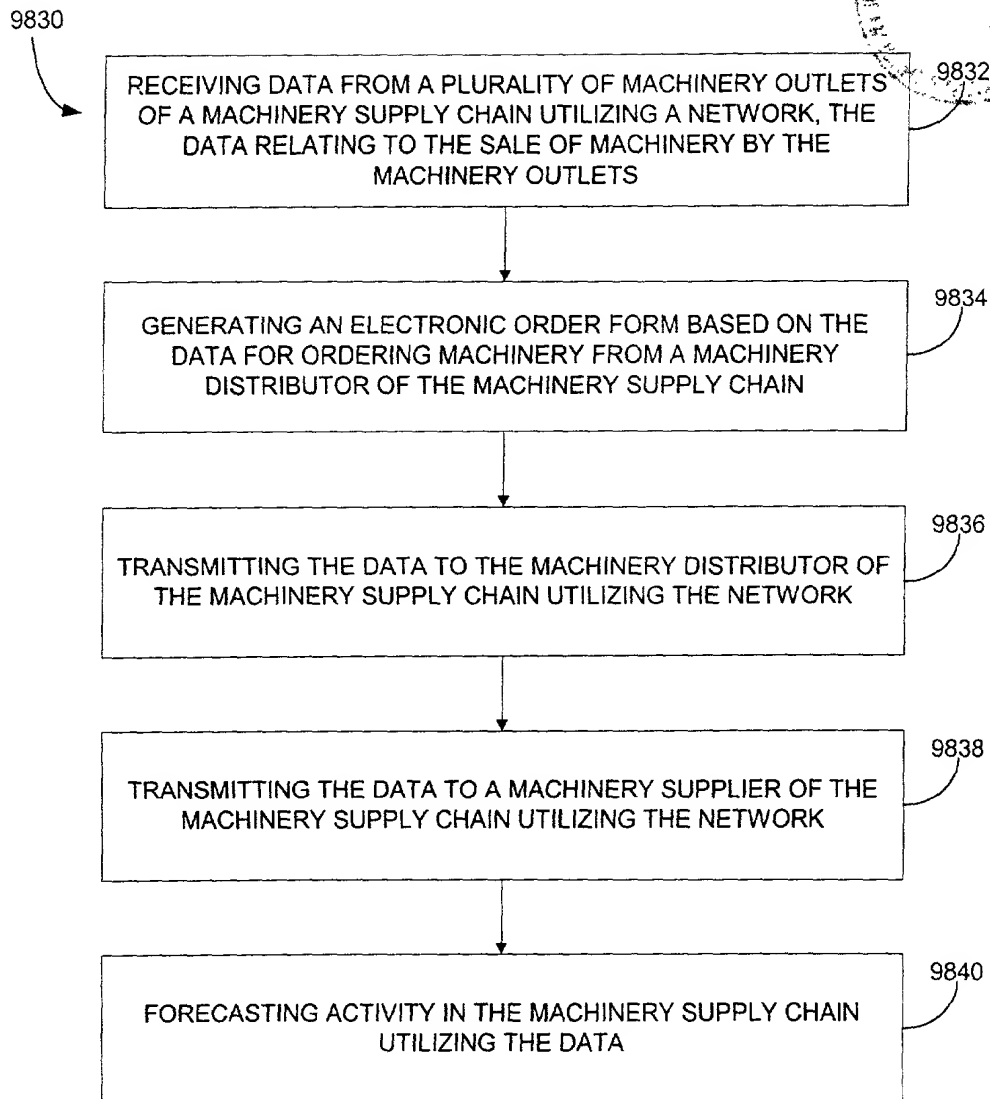 9830
RECEIVING DATA FROM A PLURALITY OF MACHINERY OUTLETS
OF A MACHINERY SUPPLY CHAIN UTILIZING A NETWORK, THE
DATA RELATING TO THE SALE OF MACHINERY BY THE
MACHINERY OUTLETS
9832
GENERATING AN ELECTRONIC ORDER FORM BASED ON THE
DATA FOR ORDERING MACHINERY FROM A MACHINERY
DISTRIBUTOR OF THE MACHINERY SUPPLY CHAIN
9834
TRANSMITTING THE DATA TO THE MACHINERY DISTRIBUTOR OF
THE MACHINERY SUPPLY CHAIN UTILIZING THE NETWORK
9836
TRANSMITTING THE DATA TO A MACHINERY SUPPLIER OF THE
MACHINERY SUPPLY CHAIN UTILIZING THE NETWORK
9838
FORECASTING ACTIVITY IN THE MACHINERY SUPPLY CHAIN
UTILIZING THE DATA
9840